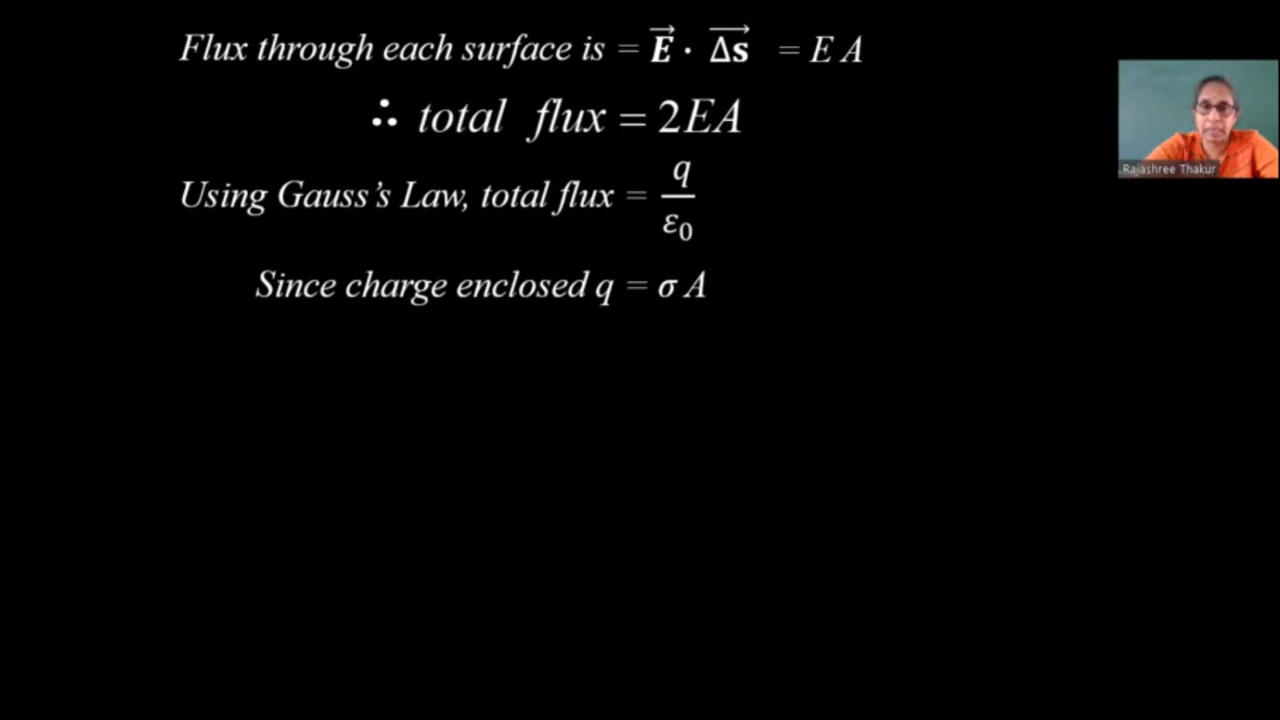 Flux through each surface is = E⃗ · Δs⃗ = E A
∴ total flux = 2EA
Using Gauss's Law, total flux = q/ε₀
Since charge enclosed q = σ A
Rajashree Thakur